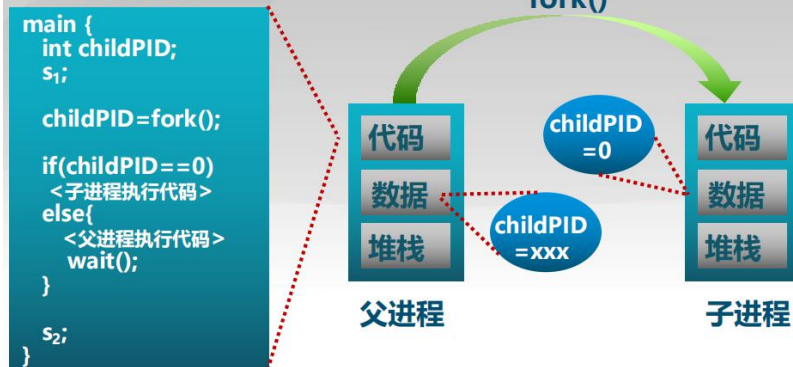 fork()
main {
int childPID;
s₁;
childPID=fork();
if(childPID==0)
<子进程执行代码>
else{
<父进程执行代码>
wait();
}
s₂;
}
代码
数据
堆栈
父进程
childPID
=xxx
childPID
=0
代码
数据
堆栈
子进程